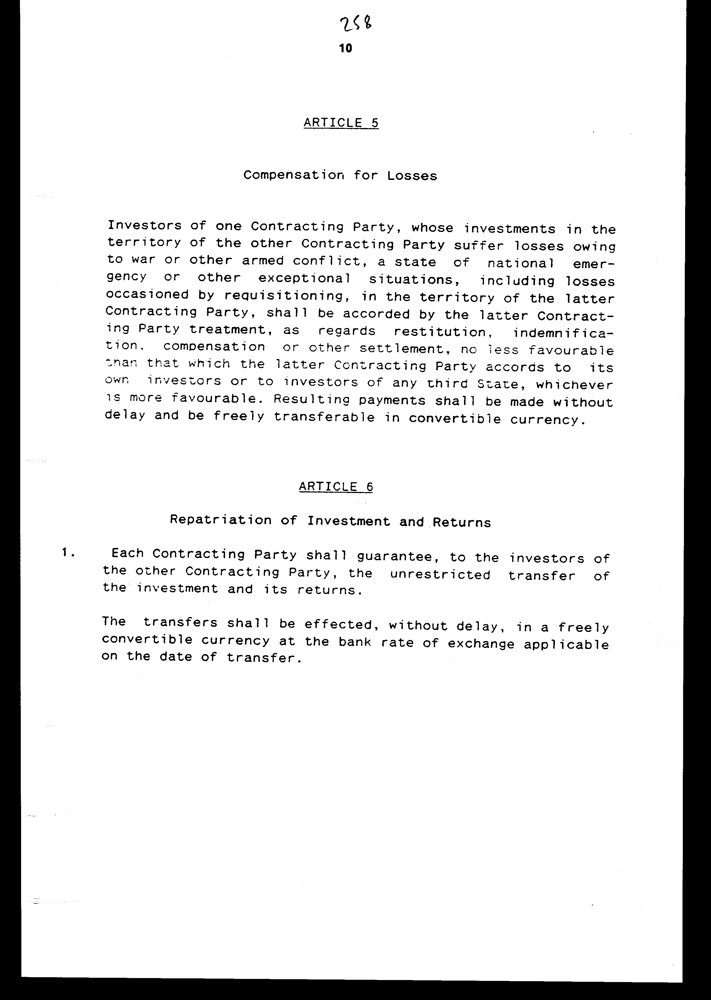 258
10
ARTICLE 5
Compensation for Losses
Investors of one Contracting Party, whose investments in the
territory of the other Contracting Party suffer losses owing
to war or other armed conflict, a state of national emer-
gency or other exceptional situations, including losses
occasioned by requisitioning, in the territory of the latter
Contracting Party, shall be accorded by the latter Contract-
ing Party treatment, as regards restitution, indemnifica-
tion, compensation or other settlement, no less favourable
than that which the latter Contracting Party accords to its
own investors or to investors of any third State, whichever
is more favourable. Resulting payments shall be made without
delay and be freely transferable in convertible currency.
ARTICLE 6
Repatriation of Investment and Returns
1. Each Contracting Party shall guarantee, to the investors of
the other Contracting Party, the unrestricted transfer of
the investment and its returns.
The transfers shall be effected, without delay, in a freely
convertible currency at the bank rate of exchange applicable
on the date of transfer.